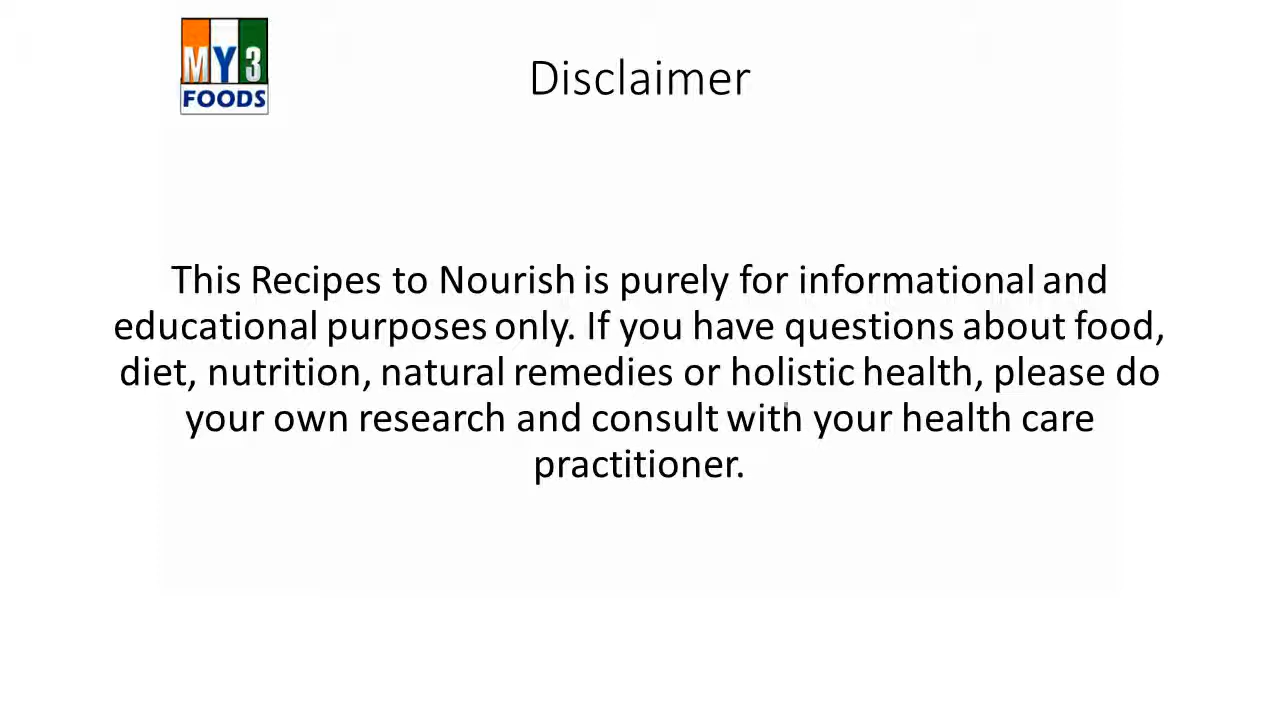 MY3
FOODS
Disclaimer
This Recipes to Nourish is purely for informational and
educational purposes only. If you have questions about food,
diet, nutrition, natural remedies or holistic health, please do
your own research and consult with your health care
practitioner.